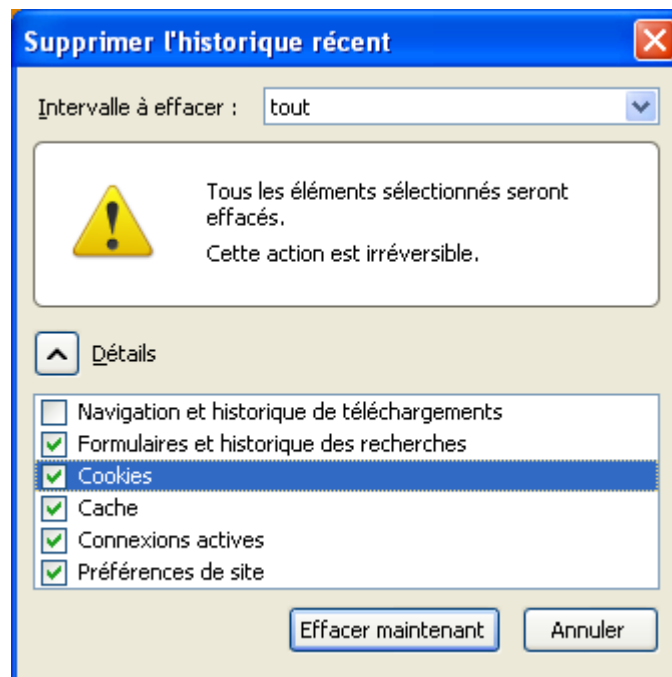 Supprimer l'historique récent
Intervalle à effacer : tout
Tous les éléments sélectionnés seront
effacés.
Cette action est irréversible.
Détails
Navigation et historique de téléchargements
Formulaires et historique des recherches
Cookies
Cache
Connexions actives
Préférences de site
Effacer maintenant Annuler